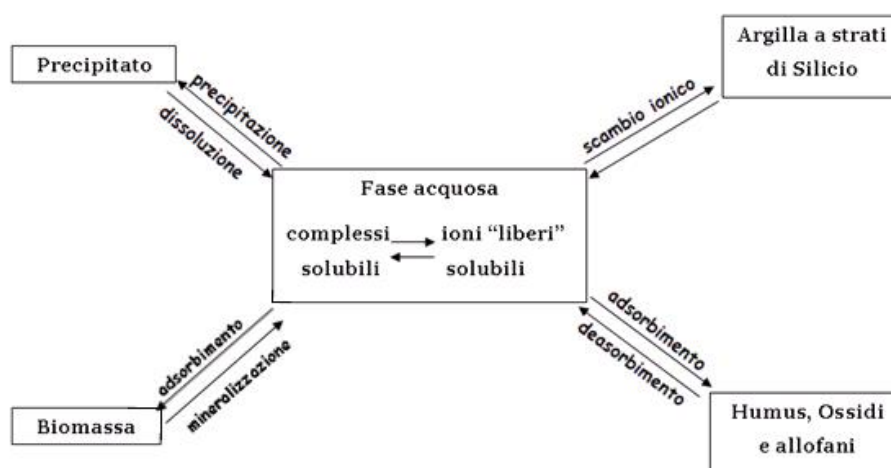 Precipitato
Argilla a strati
di Silicio
precipitazione
dissoluzione
scambio ionico
Fase acquosa
complessi ioni “liberi”
solubili solubili
adsorbimento
mineralizzazione
adsorbimento
deasorbimento
Biomassa
Humus, Ossidi
e allofani